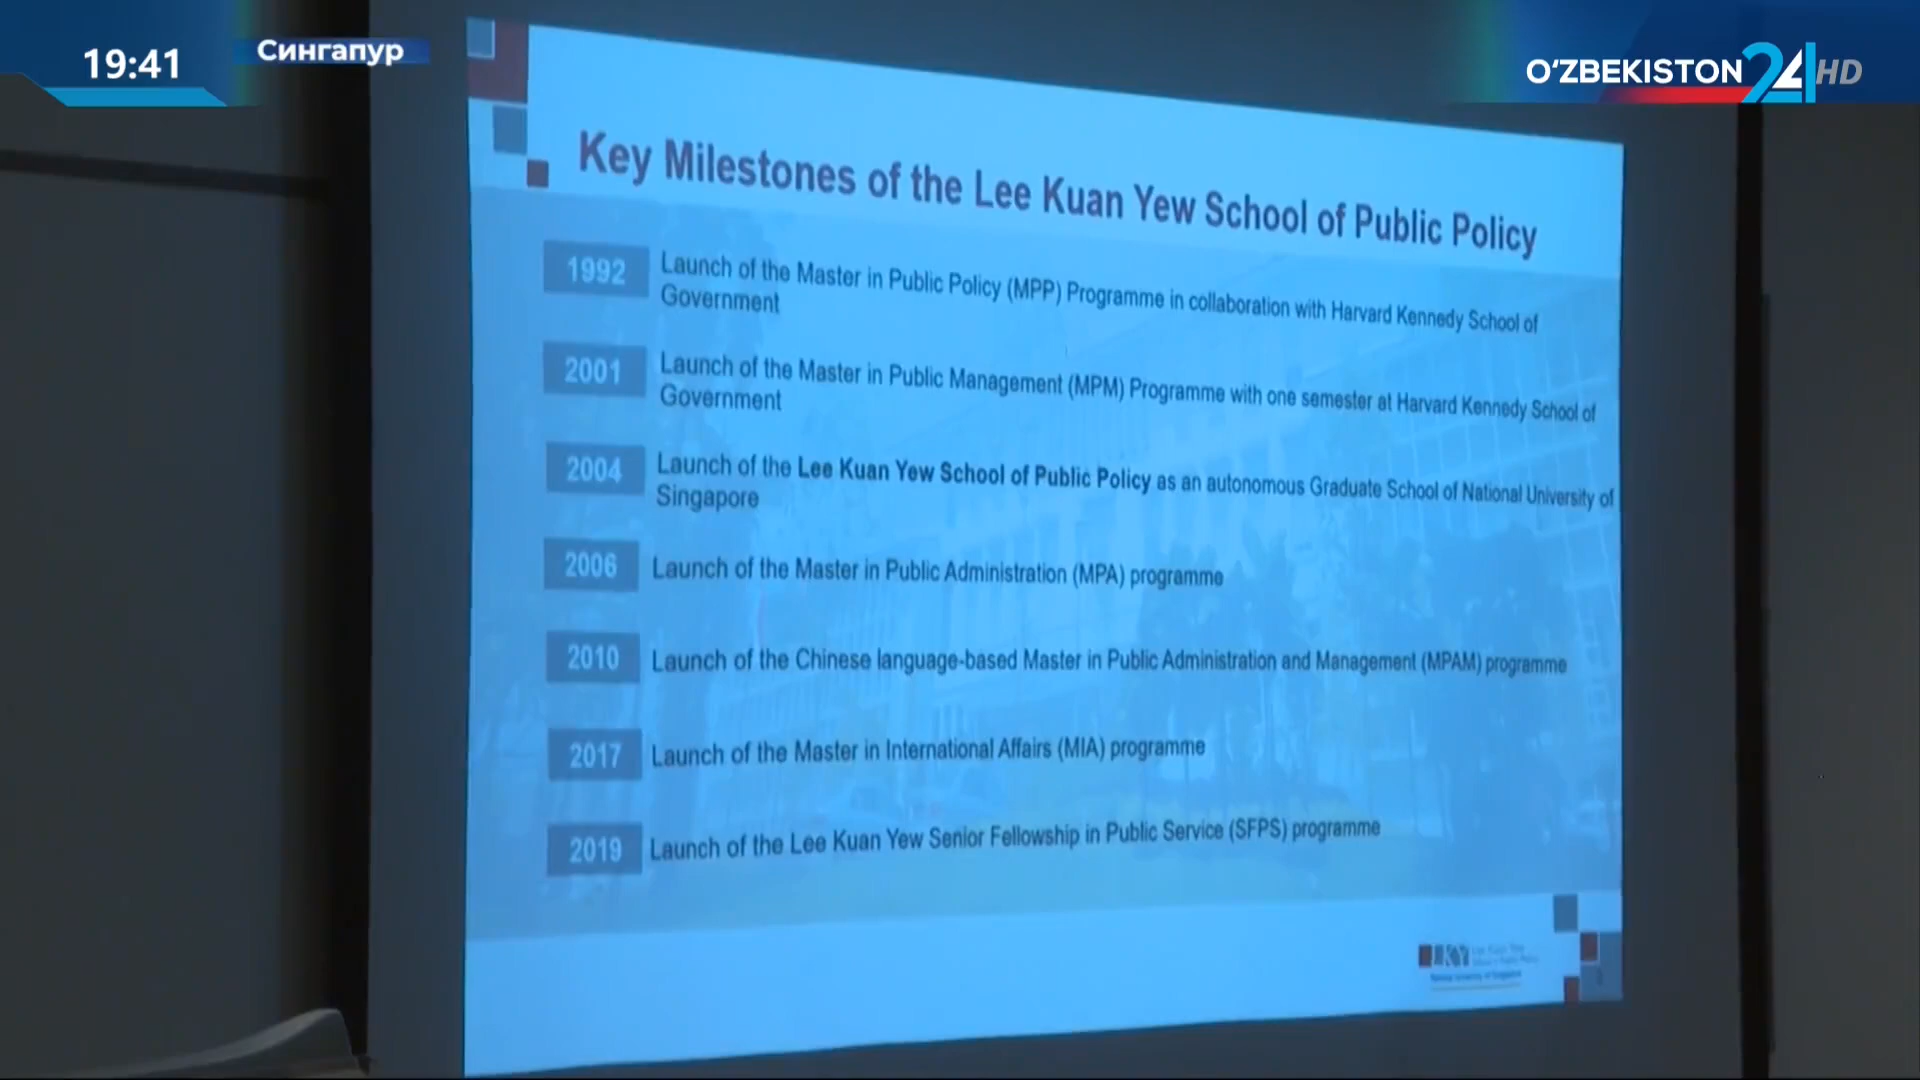 19:41
Сингапур
O'ZBEKISTON 24 HD
Key Milestones of the Lee Kuan Yew School of Public Policy
1992
Launch of the Master in Public Policy (MPP) Programme in collaboration with Harvard Kennedy School of
Government
2001
Launch of the Master in Public Management (MPM) Programme with one semester at Harvard Kennedy School of
Government
2004
Launch of the Lee Kuan Yew School of Public Policy as an autonomous Graduate School of National University of
Singapore
2006
Launch of the Master in Public Administration (MPA) programme
2010
Launch of the Chinese language-based Master in Public Administration and Management (MPAM) programme
2017
Launch of the Master in International Affairs (MIA) programme
2019
Launch of the Lee Kuan Yew Senior Fellowship in Public Service (SFPS) programme
LKY